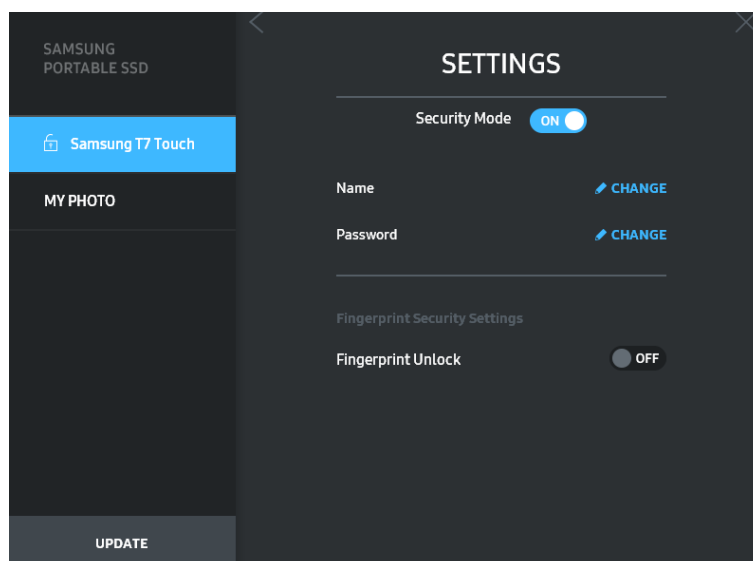 SAMSUNG
PORTABLE SSD
Samsung T7 Touch
MY PHOTO
UPDATE
SETTINGS
Security Mode ON
Name CHANGE
Password CHANGE
Fingerprint Security Settings
Fingerprint Unlock OFF